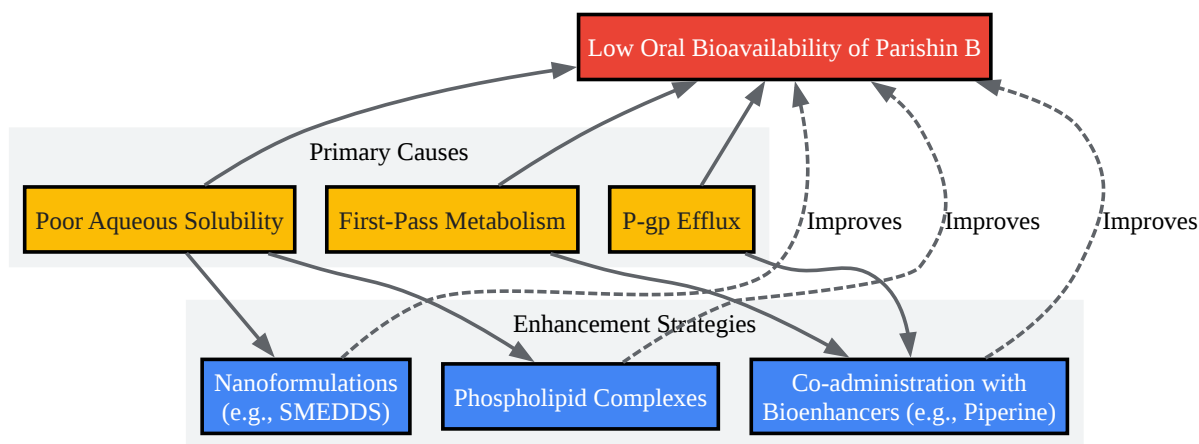 Low Oral Bioavailability of Parishin B
Primary Causes
Poor Aqueous Solubility
First-Pass Metabolism
P-gp Efflux
Improves
Improves
Improves
Enhancement Strategies
Nanoformulations
(e.g., SMEDDS)
Phospholipid Complexes
Co-administration with
Bioenhancers (e.g., Piperine)